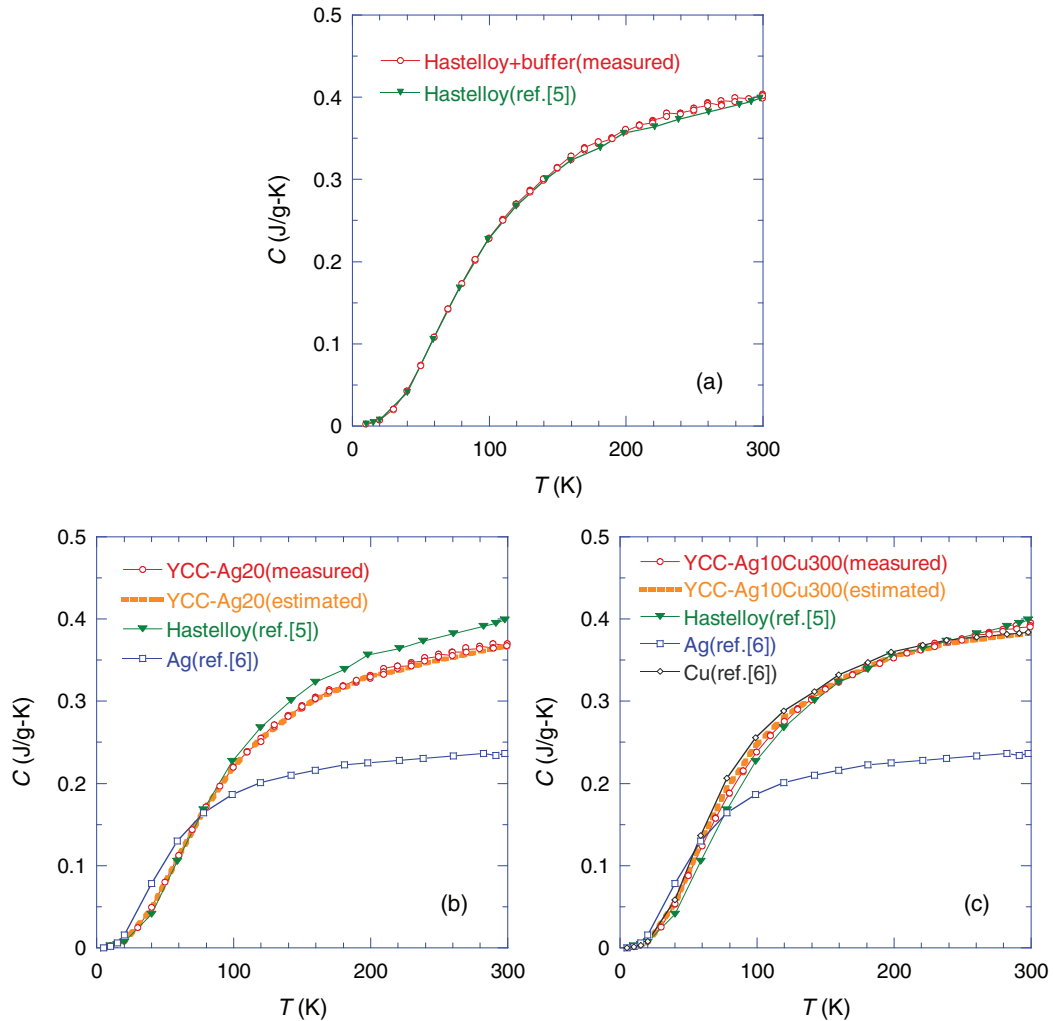 0.5
Hastelloy+buffer(measured)
Hastelloy(ref.[5])
0.4
0.3
C (J/g-K)
0.2
0.1
(a)
0
0 100 200 300
T (K)
0.5
YCC-Ag20(measured)
YCC-Ag20(estimated)
Hastelloy(ref.[5])
Ag(ref.[6])
0.4
0.3
C (J/g-K)
0.2
0.1
(b)
0
0 100 200 300
T (K)
0.5
YCC-Ag10Cu300(measured)
YCC-Ag10Cu300(estimated)
Hastelloy(ref.[5])
Ag(ref.[6])
Cu(ref.[6])
0.4
0.3
C (J/g-K)
0.2
0.1
(c)
0
0 100 200 300
T (K)